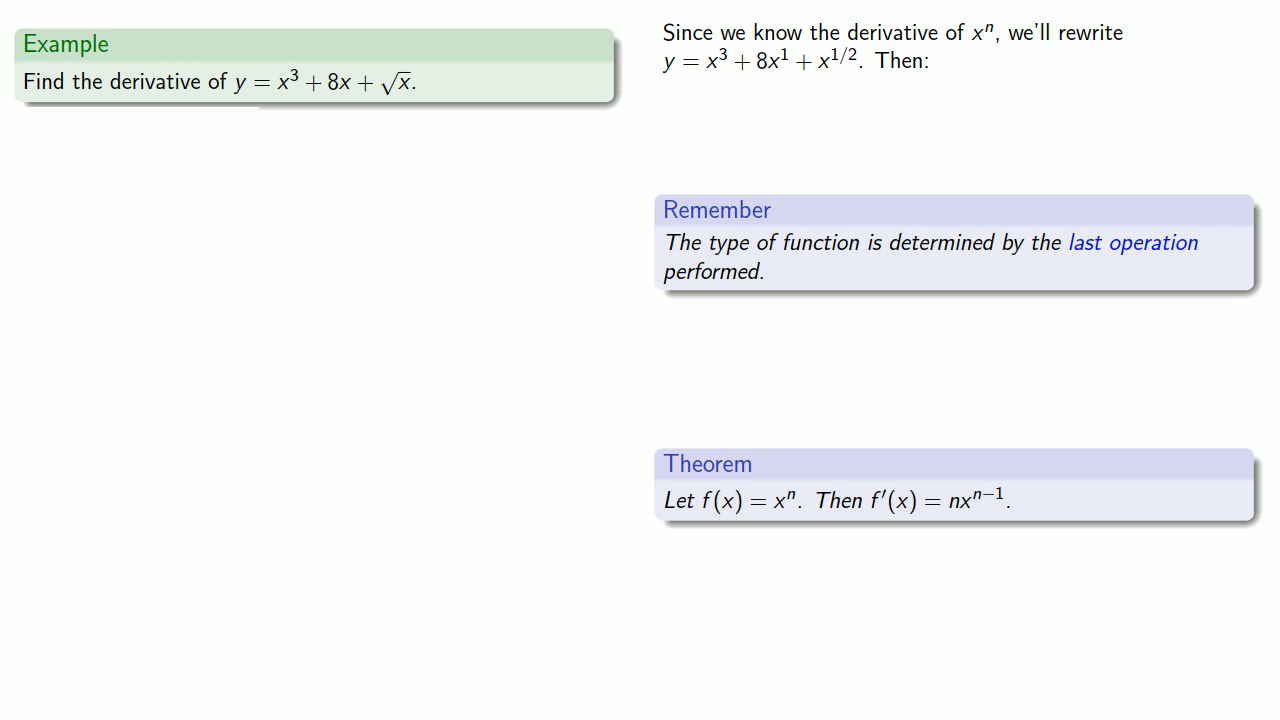 Example
Find the derivative of y = x³ + 8x + √x.
Since we know the derivative of xⁿ, we'll rewrite
y = x³ + 8x¹ + x^{1/2}. Then:
Remember
The type of function is determined by the last operation
performed.
Theorem
Let f(x) = xⁿ. Then f′(x) = nxⁿ⁻¹.